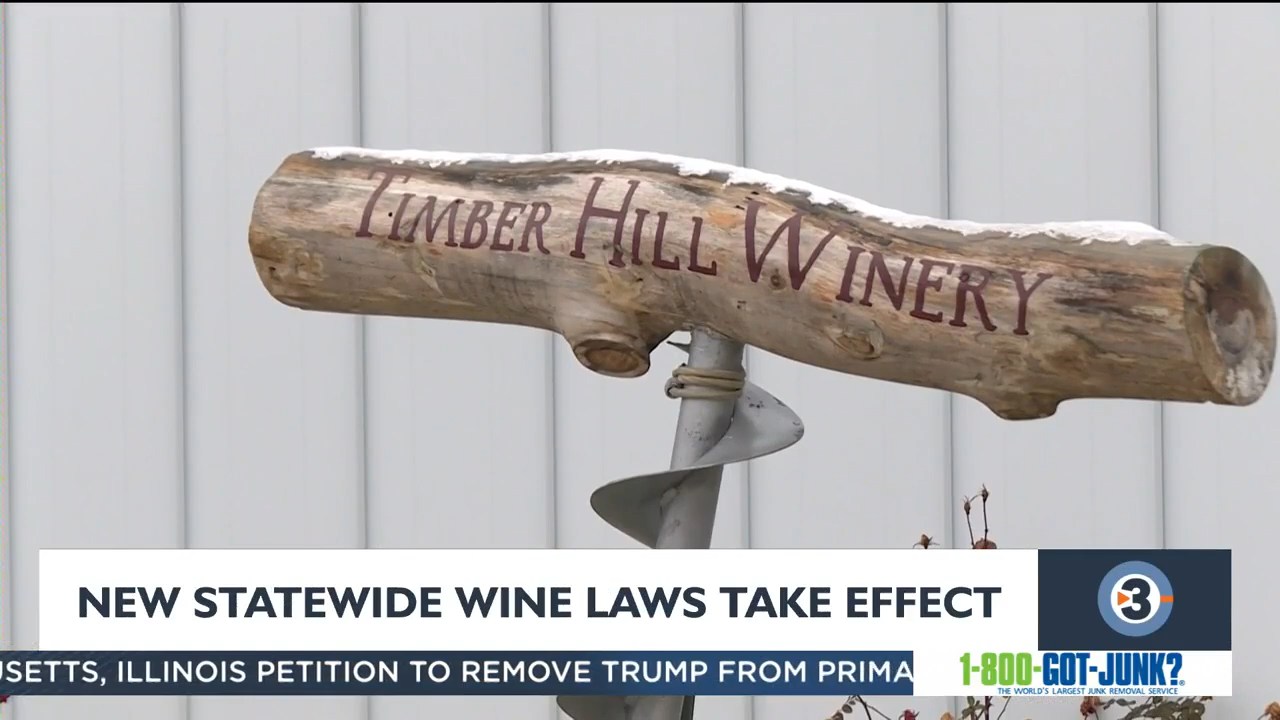 TIMBER HILL WINERY
NEW STATEWIDE WINE LAWS TAKE EFFECT
3
USETTS, ILLINOIS PETITION TO REMOVE TRUMP FROM PRIMA
1-800-GOT-JUNK?®
THE WORLD'S LARGEST JUNK REMOVAL SERVICE